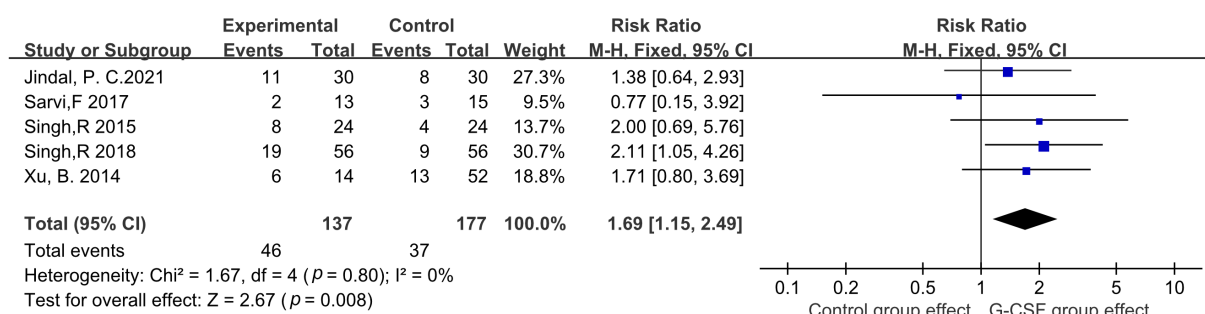 Experimental Control Risk Ratio Risk Ratio
Study or Subgroup Events Total Events Total Weight M-H, Fixed, 95% CI M-H, Fixed, 95% CI
Jindal, P. C.2021 11 30 8 30 27.3% 1.38 [0.64, 2.93]
Sarvi,F 2017 2 13 3 15 9.5% 0.77 [0.15, 3.92]
Singh,R 2015 8 24 4 24 13.7% 2.00 [0.69, 5.76]
Singh,R 2018 19 56 9 56 30.7% 2.11 [1.05, 4.26]
Xu, B. 2014 6 14 13 52 18.8% 1.71 [0.80, 3.69]
Total (95% CI) 137 177 100.0% 1.69 [1.15, 2.49]
Total events 46 37
Heterogeneity: Chi² = 1.67, df = 4 (p = 0.80); I² = 0%
Test for overall effect: Z = 2.67 (p = 0.008)
0.1 0.2 0.5 1 2 5 10
Control group effect G-CSF group effect